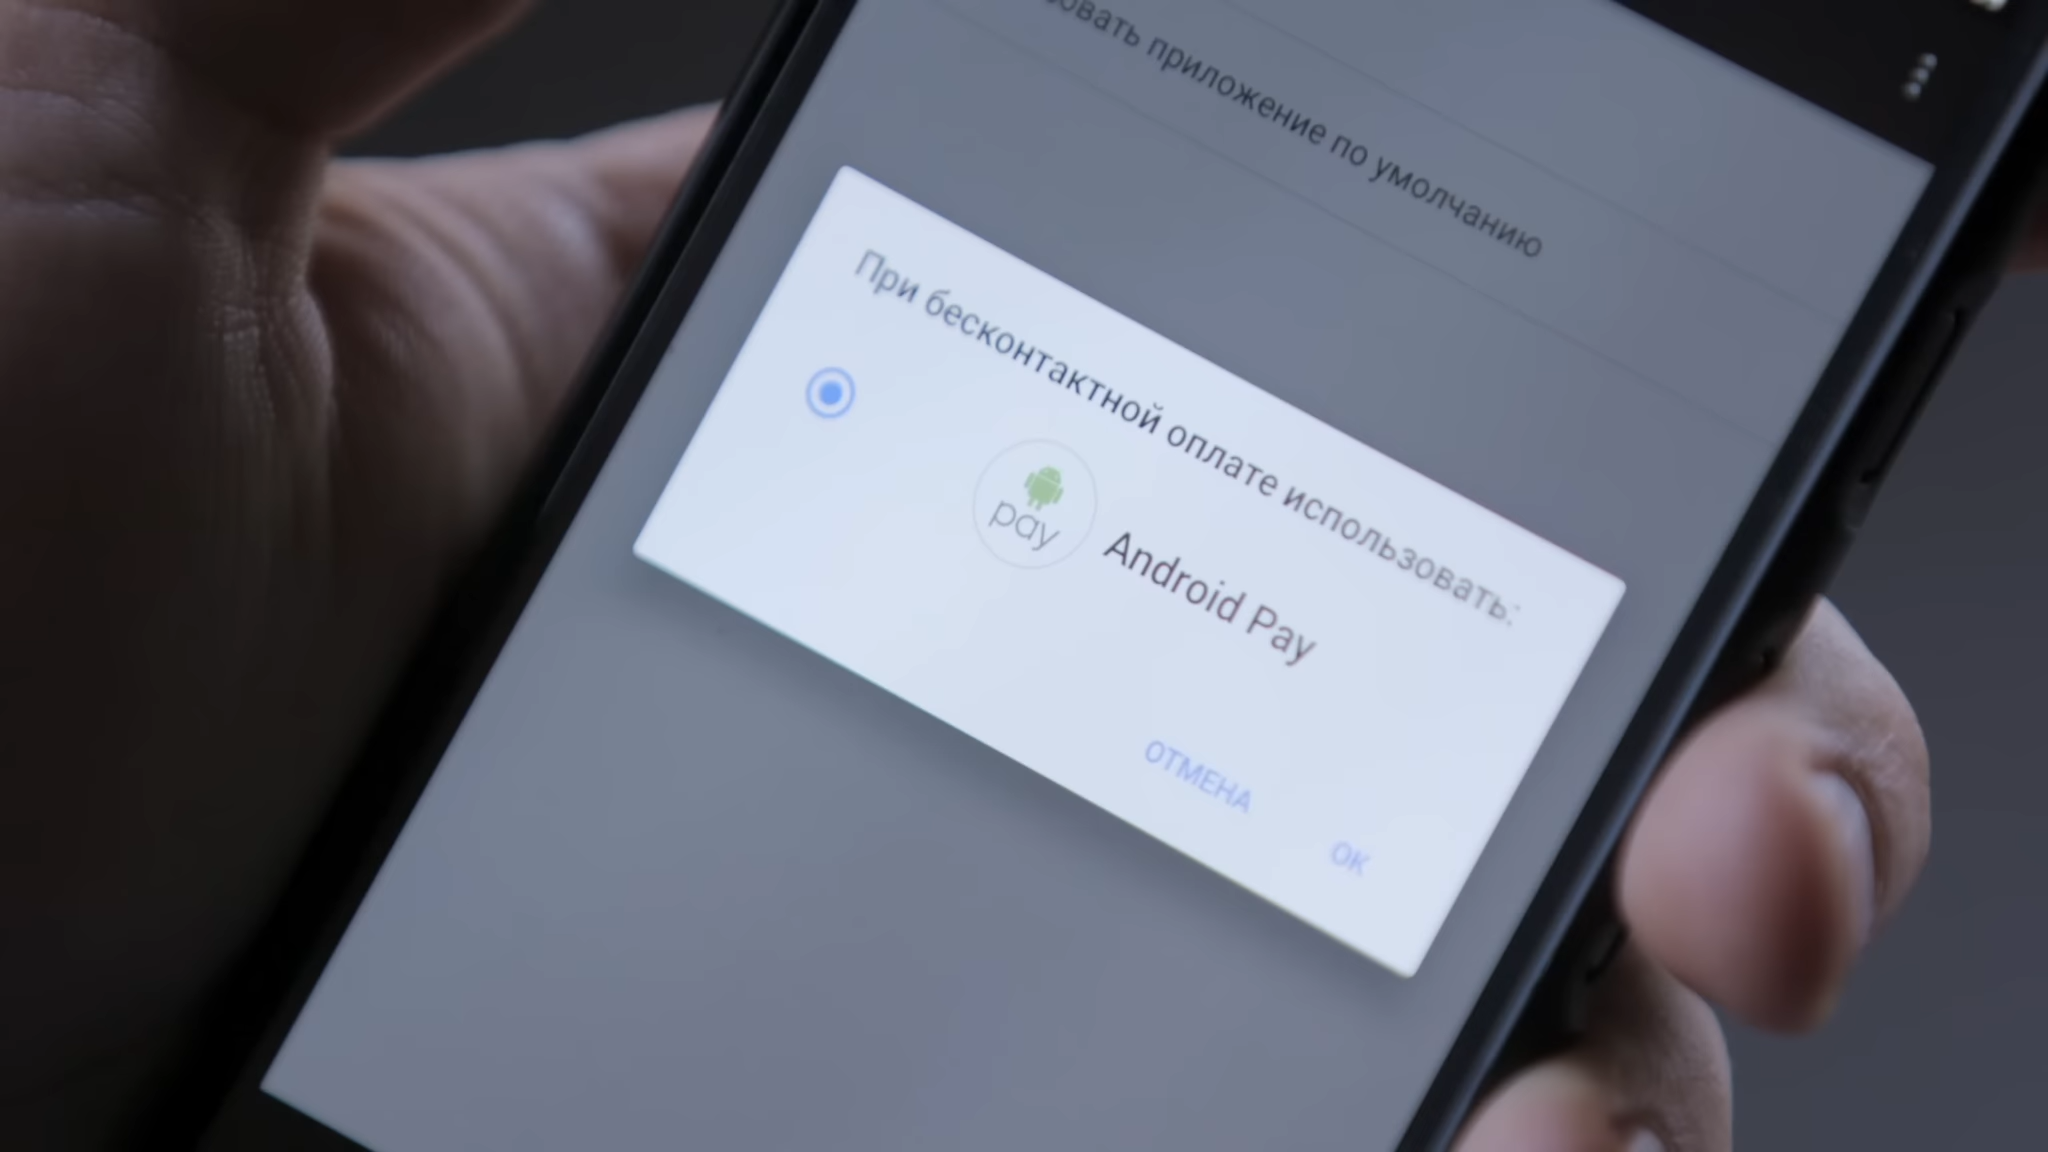 приложение по умолчанию
При бесконтактной оплате использовать:
pay
Android Pay
ОТМЕНА
ОК